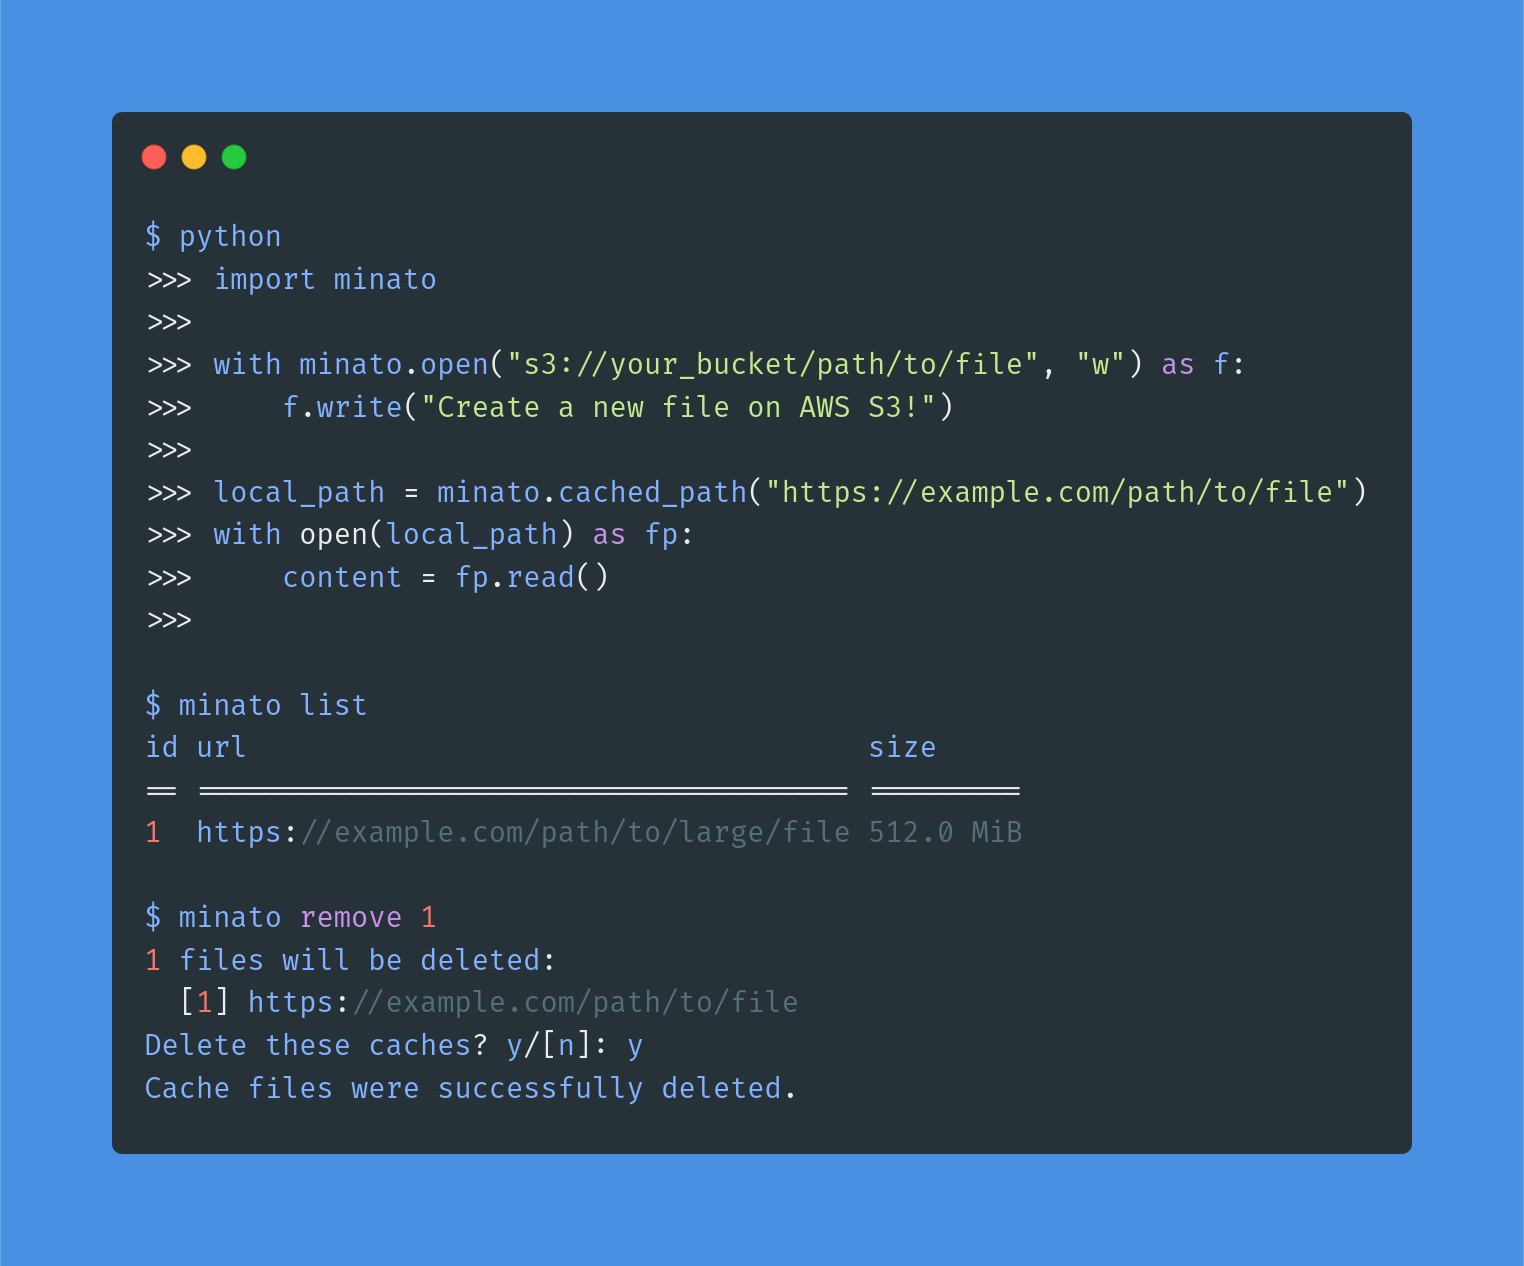 $ python
>>> import minato
>>>
>>> with minato.open("s3://your_bucket/path/to/file", "w") as f:
>>>     f.write("Create a new file on AWS S3!")
>>>
>>> local_path = minato.cached_path("https://example.com/path/to/file")
>>> with open(local_path) as fp:
>>>     content = fp.read()
>>>

$ minato list
id url                                    size
== ====================================== =========
1  https://example.com/path/to/large/file 512.0 MiB

$ minato remove 1
1 files will be deleted:
  [1] https://example.com/path/to/file
Delete these caches? y/[n]: y
Cache files were successfully deleted.